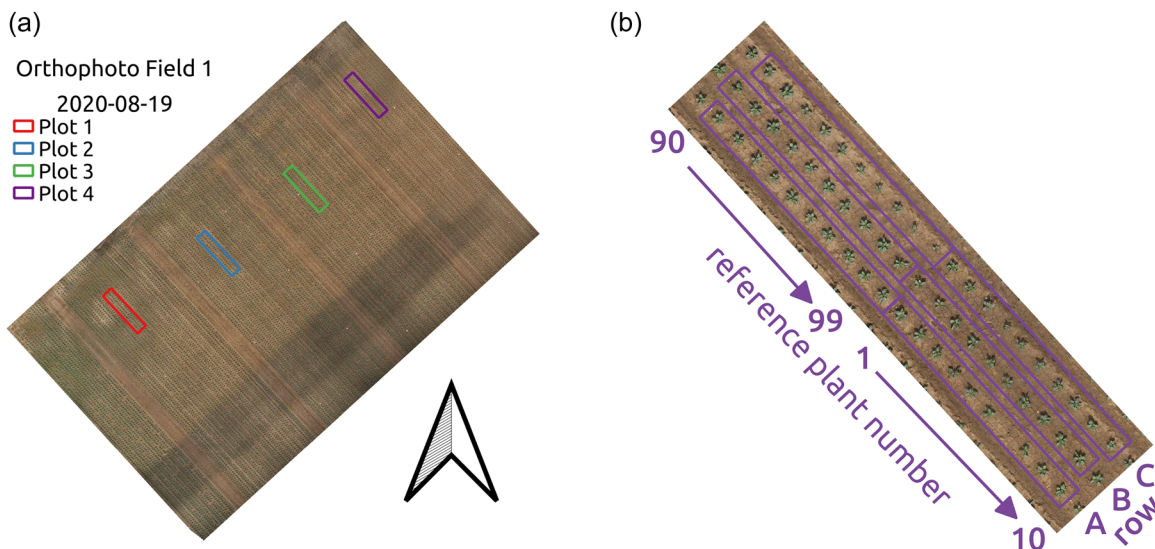 (a)
Orthophoto Field 1
2020-08-19
Plot 1
Plot 2
Plot 3
Plot 4
(b)
90
99
1
10
reference plant number
A
B
C
row